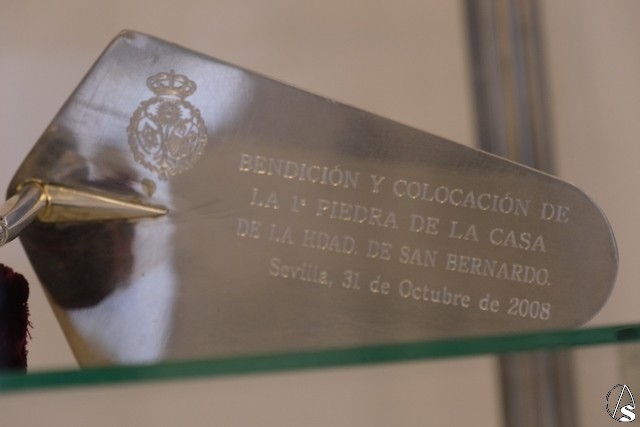 BENDICIÓN Y COLOCACIÓN DE
LA 1ª PIEDRA DE LA CASA
DE LA HDAD. DE SAN BERNARDO.
Sevilla, 31 de Octubre de 2008